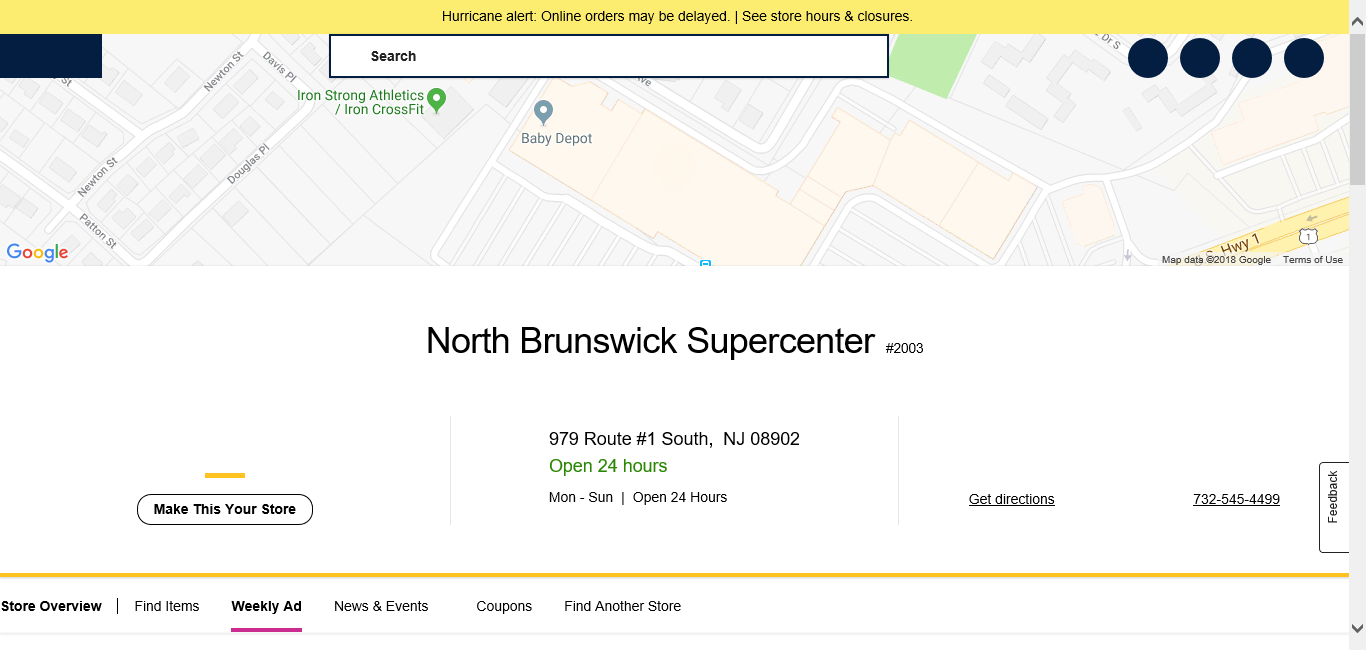 Hurricane alert: Online orders may be delayed. | See store hours & closures.
Search
Dr S
Newton St
Davis Pl
St
Ave
Iron Strong Athletics
/ Iron CrossFit
Baby Depot
Newton St
Douglas Pl
Patton St
Google
S Hwy 1
1
Map data ©2018 Google Terms of Use
North Brunswick Supercenter #2003
979 Route #1 South, NJ 08902
Open 24 hours
Mon - Sun | Open 24 Hours
Make This Your Store
Get directions
732-545-4499
Feedback
Store Overview | Find Items Weekly Ad News & Events Coupons Find Another Store